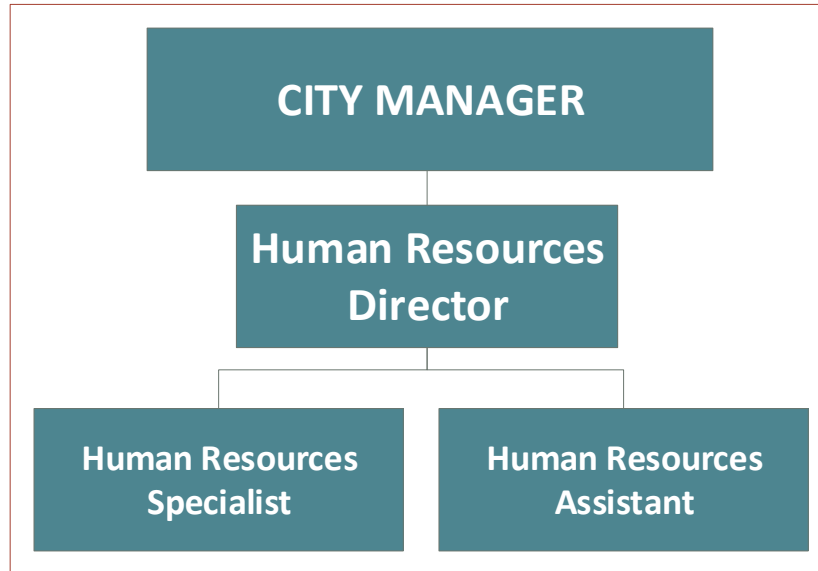 CITY MANAGER
Human Resources
Director
Human Resources
Specialist
Human Resources
Assistant